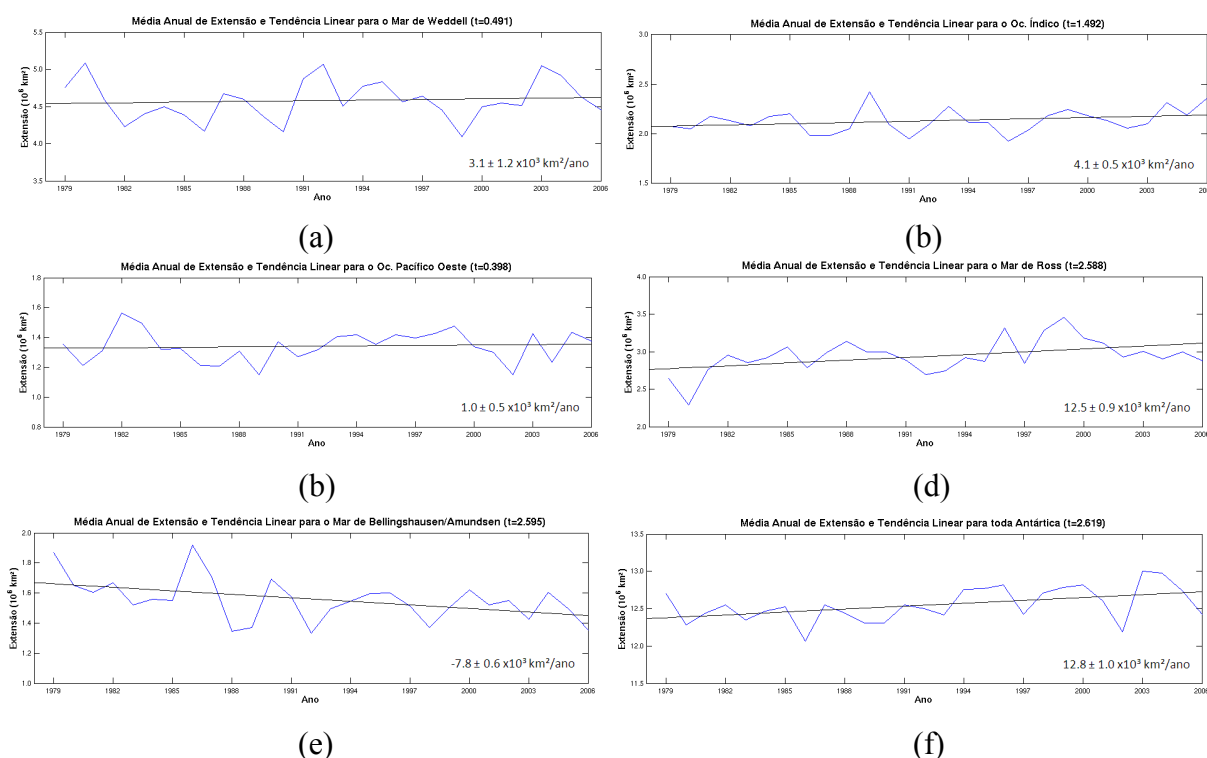 Média Anual de Extensão e Tendência Linear para o Mar de Weddell (t=0.491)
Extensão (10⁶ km²)
5.5
5.0
4.5
4.0
3.5
3.1 ± 1.2 x10³ km²/ano
1979 1982 1985 1988 1991 1994 1997 2000 2003 2006
Ano
(a)
Média Anual de Extensão e Tendência Linear para o Oc. Índico (t=1.492)
Extensão (10⁶ km²)
3.0
2.5
2.0
1.5
4.1 ± 0.5 x10³ km²/ano
1979 1982 1985 1988 1991 1994 1997 2000 2003 2006
Ano
(b)
Média Anual de Extensão e Tendência Linear para o Oc. Pacífico Oeste (t=0.398)
Extensão (10⁶ km²)
1.8
1.6
1.4
1.2
1.0
0.8
1.0 ± 0.5 x10³ km²/ano
1979 1982 1985 1988 1991 1994 1997 2000 2003 2006
Ano
(b)
Média Anual de Extensão e Tendência Linear para o Mar de Ross (t=2.588)
Extensão (10⁶ km²)
4.0
3.5
3.0
2.5
2.0
12.5 ± 0.9 x10³ km²/ano
1979 1982 1985 1988 1991 1994 1997 2000 2003 2006
Ano
(d)
Média Anual de Extensão e Tendência Linear para o Mar de Bellingshausen/Amundsen (t=2.595)
Extensão (10⁶ km²)
2.0
1.8
1.6
1.4
1.2
1.0
-7.8 ± 0.6 x10³ km²/ano
1979 1982 1985 1988 1991 1994 1997 2000 2003 2006
Ano
(e)
Média Anual de Extensão e Tendência Linear para toda Antártica (t=2.619)
Extensão (10⁶ km²)
13.5
13.0
12.5
12.0
11.5
12.8 ± 1.0 x10³ km²/ano
1979 1982 1985 1988 1991 1994 1997 2000 2003 2006
Ano
(f)